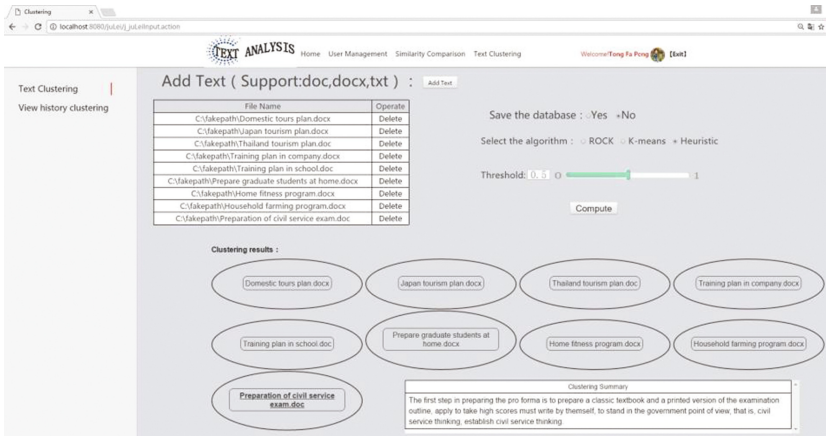 Clustering
localhost:8080/juLei/j_juLeiInput.action
TEXT ANALYSIS Home User Management Similarity Comparison Text Clustering Welcome!Tong Fa Peng 【Exit】
Text Clustering
View history clustering
Add Text ( Support:doc,docx,txt ) : Add Text
File Name Operate
C:\fakepath\Domestic tours plan.docx Delete
C:\fakepath\Japan tourism plan.docx Delete
C:\fakepath\Thailand tourism plan.doc Delete
C:\fakepath\Training plan in company.docx Delete
C:\fakepath\Training plan in school.doc Delete
C:\fakepath\Prepare graduate students at home.docx Delete
C:\fakepath\Home fitness program.docx Delete
C:\fakepath\Household farming program.docx Delete
C:\fakepath\Preparation of civil service exam.doc Delete
Save the database : Yes No
Select the algorithm : ROCK K-means Heuristic
Threshold: 0.5 0 1
Compute
Clustering results :
Domestic tours plan.docx Japan tourism plan.docx Thailand tourism plan.doc Training plan in company.docx
Training plan in school.doc Prepare graduate students at
home.docx Home fitness program.docx Household farming program.docx
Preparation of civil service
exam.doc
Clustering Summary
The first step in preparing the pro forma is to prepare a classic textbook and a printed version of the examination
outline, apply to take high scores must write by themself, to stand in the government point of view, that is, civil
service thinking, establish civil service thinking.